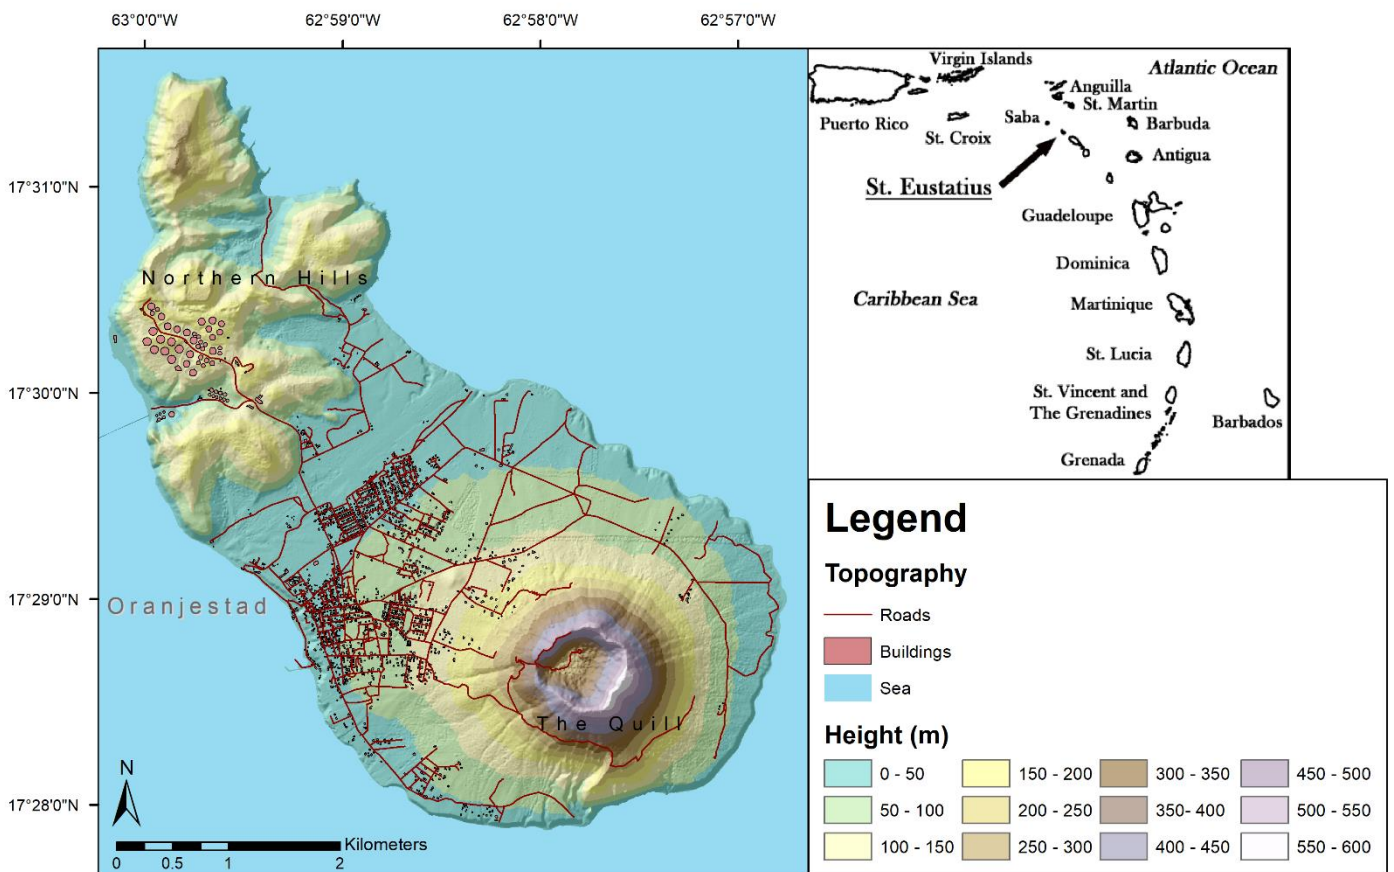 63°0'0"W 62°59'0"W 62°58'0"W 62°57'0"W
17°31'0"N
17°30'0"N
17°29'0"N
17°28'0"N
Northern Hills
Oranjestad
The Quill
N
Kilometers
0 0.5 1 2
Virgin Islands
Atlantic Ocean
Anguilla
St. Martin
Puerto Rico
St. Croix
Saba
Barbuda
Antigua
St. Eustatius
Guadeloupe
Dominica
Caribbean Sea
Martinique
St. Lucia
St. Vincent and
The Grenadines
Barbados
Grenada
Legend
Topography
Roads
Buildings
Sea
Height (m)
0 - 50 150 - 200 300 - 350 450 - 500
50 - 100 200 - 250 350- 400 500 - 550
100 - 150 250 - 300 400 - 450 550 - 600